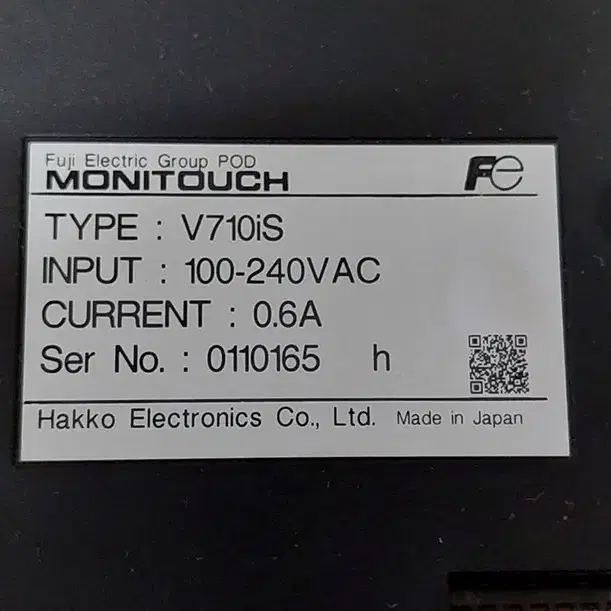 Fuji Electric Group POD
MONITOUCH
Fe
TYPE : V710iS
INPUT : 100-240VAC
CURRENT : 0.6A
Ser No. : 0110165 h
Hakko Electronics Co., Ltd. Made in Japan